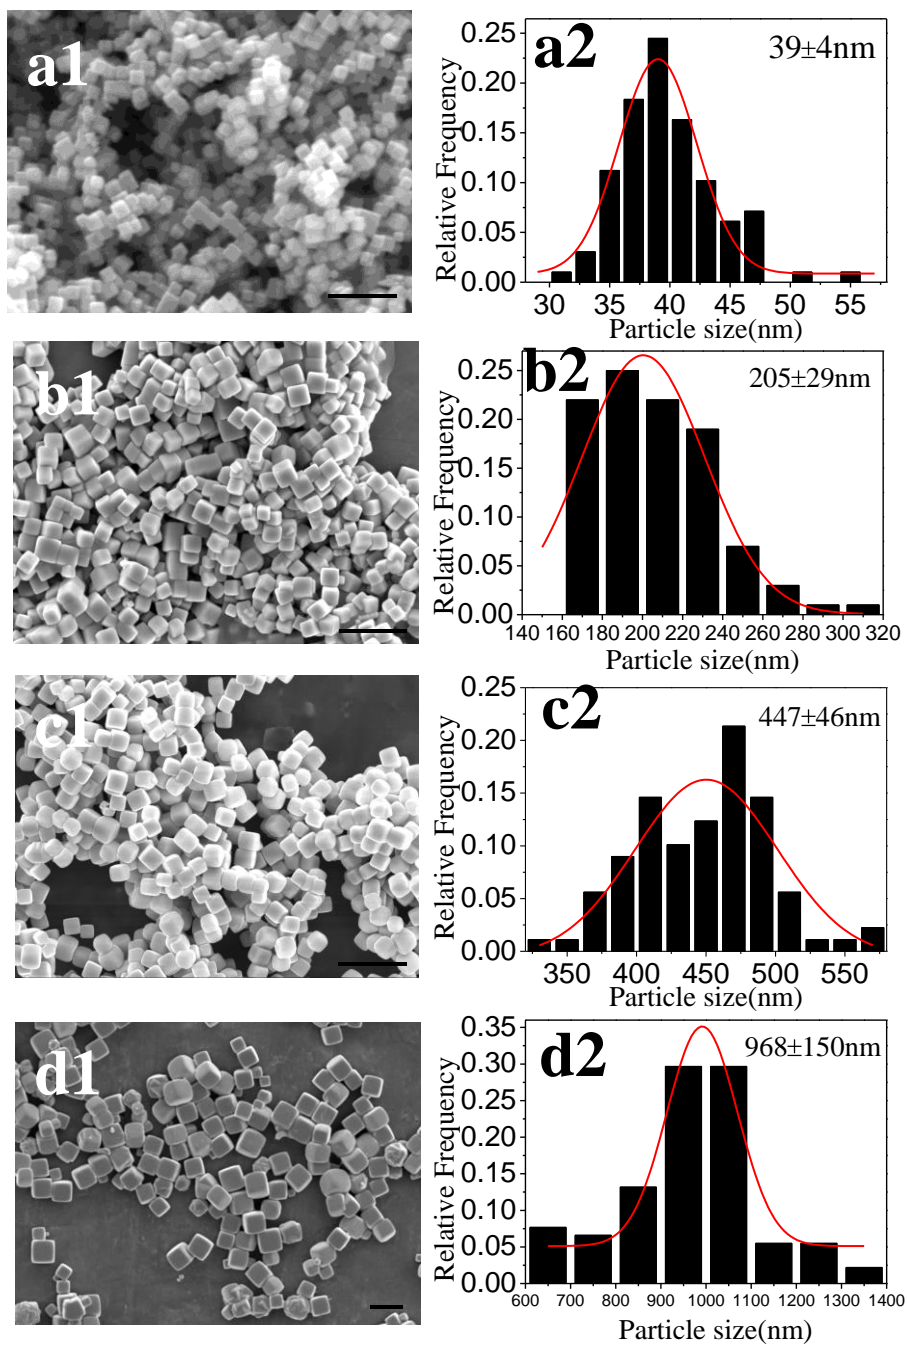 a1
a2
39±4nm
Relative Frequency
0.25
0.20
0.15
0.10
0.05
0.00
30 35 40 45 50 55
Particle size(nm)
b1
b2
205±29nm
Relative Frequency
0.25
0.20
0.15
0.10
0.05
0.00
140 160 180 200 220 240 260 280 300 320
Particle size(nm)
c1
c2
447±46nm
Relative Frequency
0.25
0.20
0.15
0.10
0.05
0.00
350 400 450 500 550
Particle size(nm)
d1
d2
968±150nm
Relative Frequency
0.35
0.30
0.25
0.20
0.15
0.10
0.05
0.00
600 700 800 900 1000 1100 1200 1300 1400
Particle size(nm)